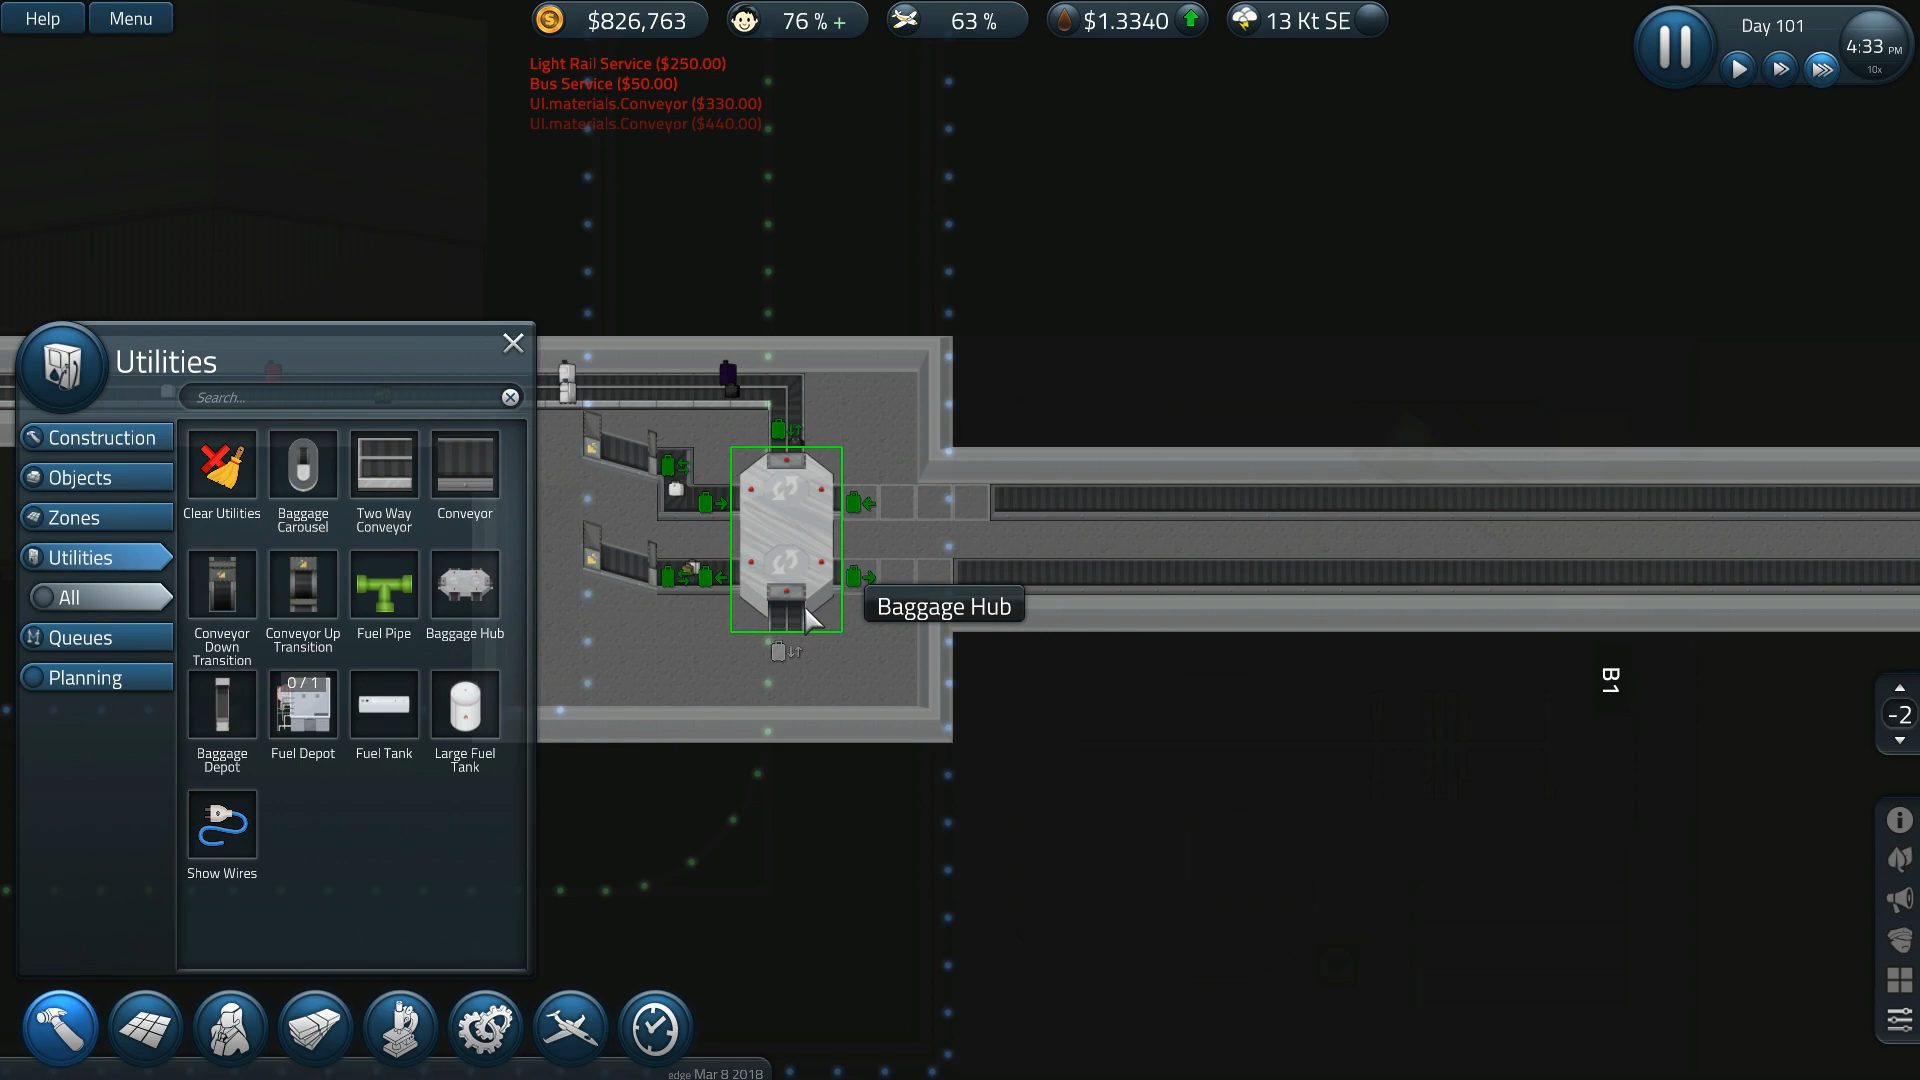 Help
Menu
$826,763
76 % +
63 %
$1.3340
13 Kt SE
Day 101
4:33 PM
10x
Light Rail Service ($250.00)
Bus Service ($50.00)
UI.materials.Conveyor ($330.00)
UI.materials.Conveyor ($440.00)
Utilities
Search...
Construction
Objects
Zones
Utilities
All
Queues
Planning
Clear Utilities
Baggage
Carousel
Two Way
Conveyor
Conveyor
Conveyor
Down
Transition
Conveyor Up
Transition
Fuel Pipe
Baggage Hub
Baggage
Depot
0 / 1
Fuel Depot
Fuel Tank
Large Fuel
Tank
Show Wires
Baggage Hub
B1
-2
edge Mar 8 2018